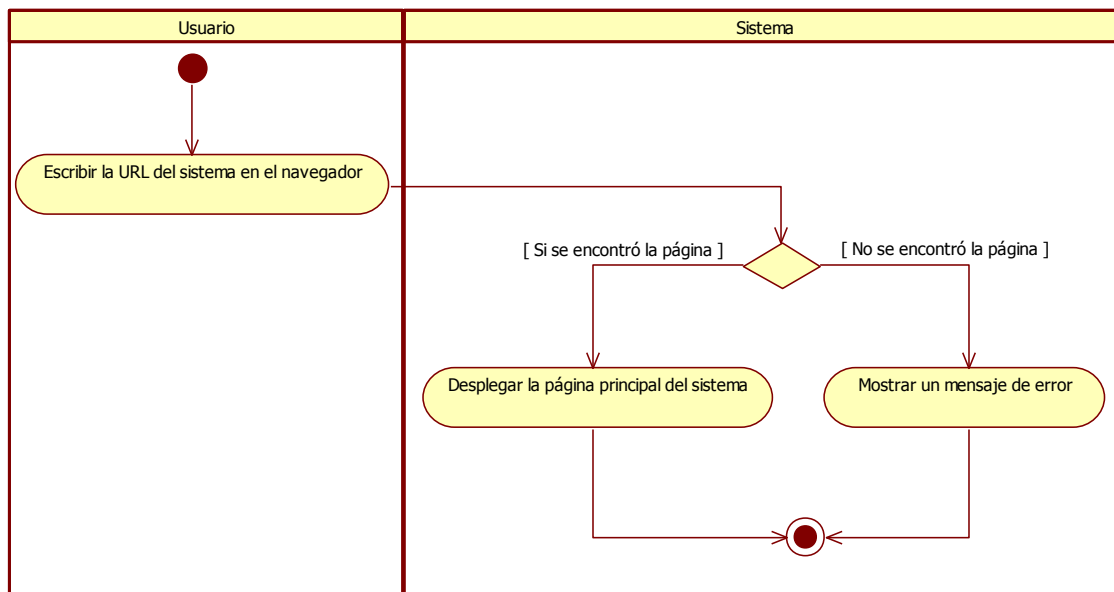 Usuario
Sistema
Escribir la URL del sistema en el navegador
[ Si se encontró la página ]
[ No se encontró la página ]
Desplegar la página principal del sistema
Mostrar un mensaje de error